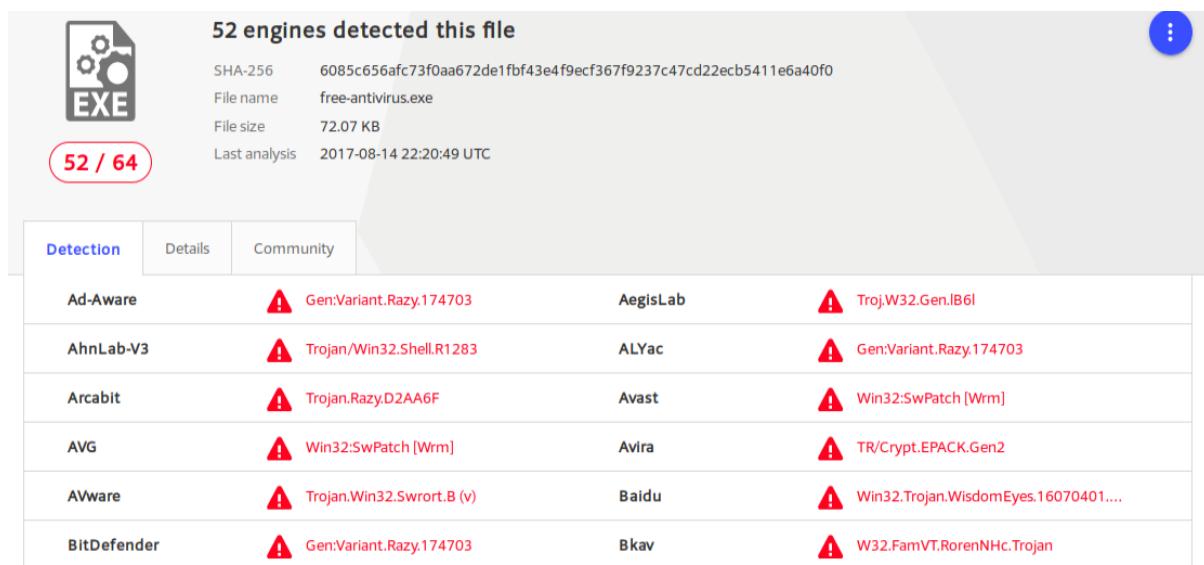 52 engines detected this file
SHA-256 6085c656afc73f0aa672de1fbf43e4f9ecf367f9237c47cd22ecb5411e6a40f0
File name free-antivirus.exe
File size 72.07 KB
Last analysis 2017-08-14 22:20:49 UTC
EXE
52 / 64
Detection Details Community
Ad-Aware Gen:Variant.Razy.174703 AegisLab Troj.W32.Gen.lB6l
AhnLab-V3 Trojan/Win32.Shell.R1283 ALYac Gen:Variant.Razy.174703
Arcabit Trojan.Razy.D2AA6F Avast Win32:SwPatch [Wrm]
AVG Win32:SwPatch [Wrm] Avira TR/Crypt.EPACK.Gen2
AVware Trojan.Win32.Swrort.B (v) Baidu Win32.Trojan.WisdomEyes.16070401....
BitDefender Gen:Variant.Razy.174703 Bkav W32.FamVT.RorenNHc.Trojan